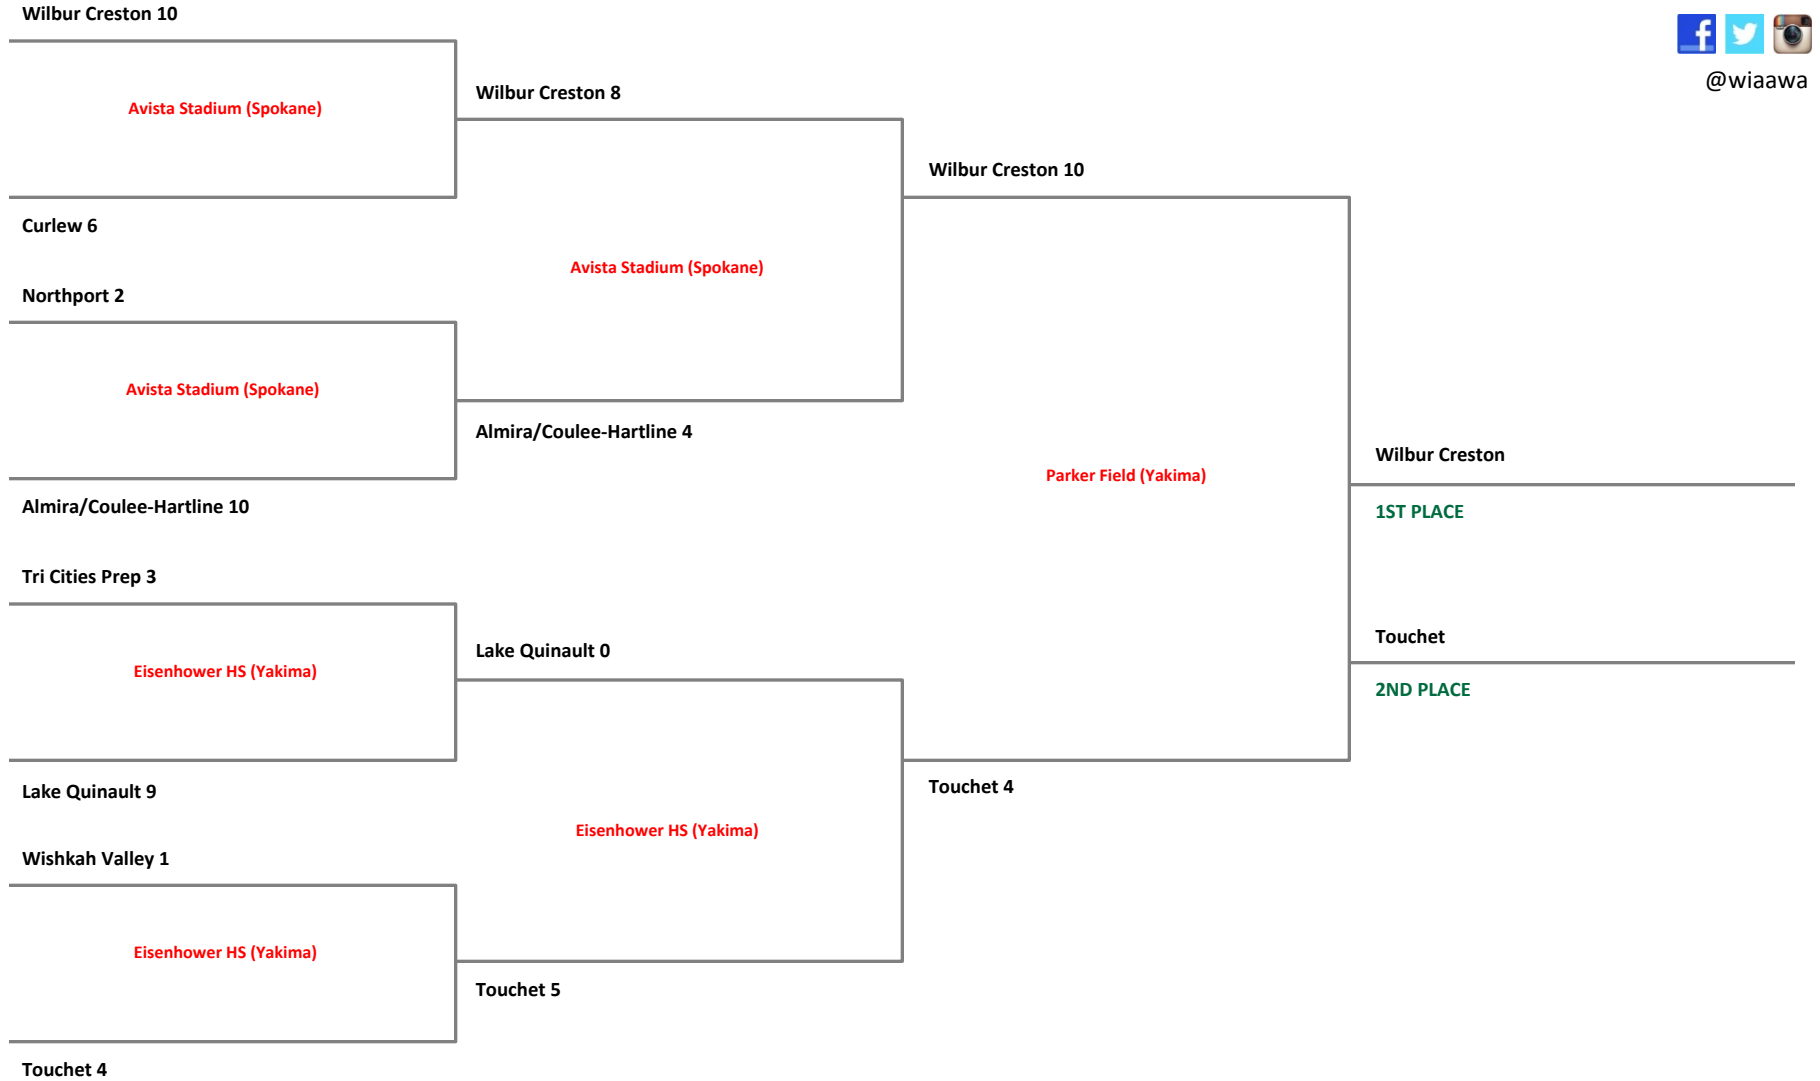 Wilbur Creston 10
@wiaawa
Avista Stadium (Spokane)
Wilbur Creston 8
Wilbur Creston 10
Curlew 6
Avista Stadium (Spokane)
Northport 2
Avista Stadium (Spokane)
Almira/Coulee-Hartline 4
Wilbur Creston
Parker Field (Yakima)
Almira/Coulee-Hartline 10
1ST PLACE
Tri Cities Prep 3
Touchet
Lake Quinault 0
Eisenhower HS (Yakima)
2ND PLACE
Lake Quinault 9
Touchet 4
Eisenhower HS (Yakima)
Wishkah Valley 1
Eisenhower HS (Yakima)
Touchet 5
Touchet 4